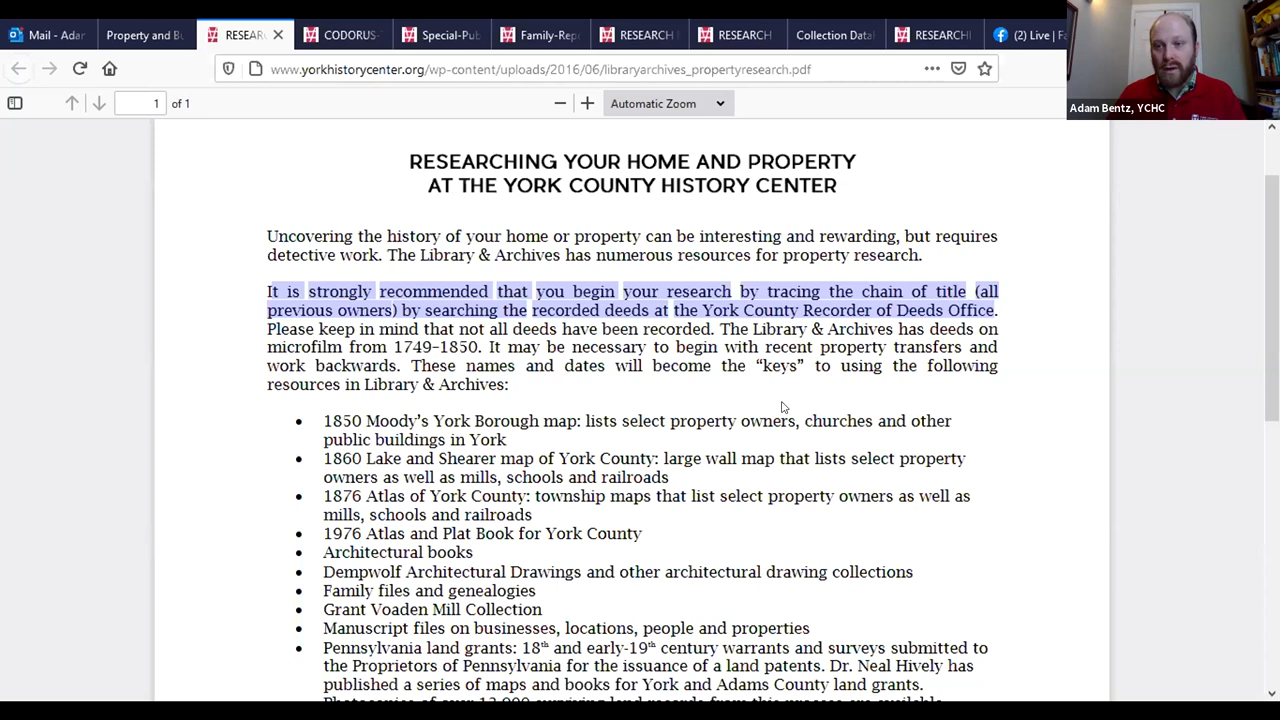 Mail - Adar
Property and Bu
RESEAR
CODORUS-
Special-Pub
Family-Rep
RESEARCH
RESEARCH
Collection Data
RESEARCH
(2) Live | Fa
www.yorkhistorycenter.org/wp-content/uploads/2016/06/libraryarchives_propertyresearch.pdf
Adam Bentz, YCHC
1 of 1
Automatic Zoom
RESEARCHING YOUR HOME AND PROPERTY
AT THE YORK COUNTY HISTORY CENTER
Uncovering the history of your home or property can be interesting and rewarding, but requires
detective work. The Library & Archives has numerous resources for property research.
It is strongly recommended that you begin your research by tracing the chain of title (all
previous owners) by searching the recorded deeds at the York County Recorder of Deeds Office.
Please keep in mind that not all deeds have been recorded. The Library & Archives has deeds on
microfilm from 1749–1850. It may be necessary to begin with recent property transfers and
work backwards. These names and dates will become the “keys” to using the following
resources in Library & Archives:
• 1850 Moody’s York Borough map: lists select property owners, churches and other
public buildings in York
• 1860 Lake and Shearer map of York County: large wall map that lists select property
owners as well as mills, schools and railroads
• 1876 Atlas of York County: township maps that list select property owners as well as
mills, schools and railroads
• 1976 Atlas and Plat Book for York County
• Architectural books
• Dempwolf Architectural Drawings and other architectural drawing collections
• Family files and genealogies
• Grant Voaden Mill Collection
• Manuscript files on businesses, locations, people and properties
• Pennsylvania land grants: 18th and early-19th century warrants and surveys submitted to
the Proprietors of Pennsylvania for the issuance of a land patents. Dr. Neal Hively has
published a series of maps and books for York and Adams County land grants.